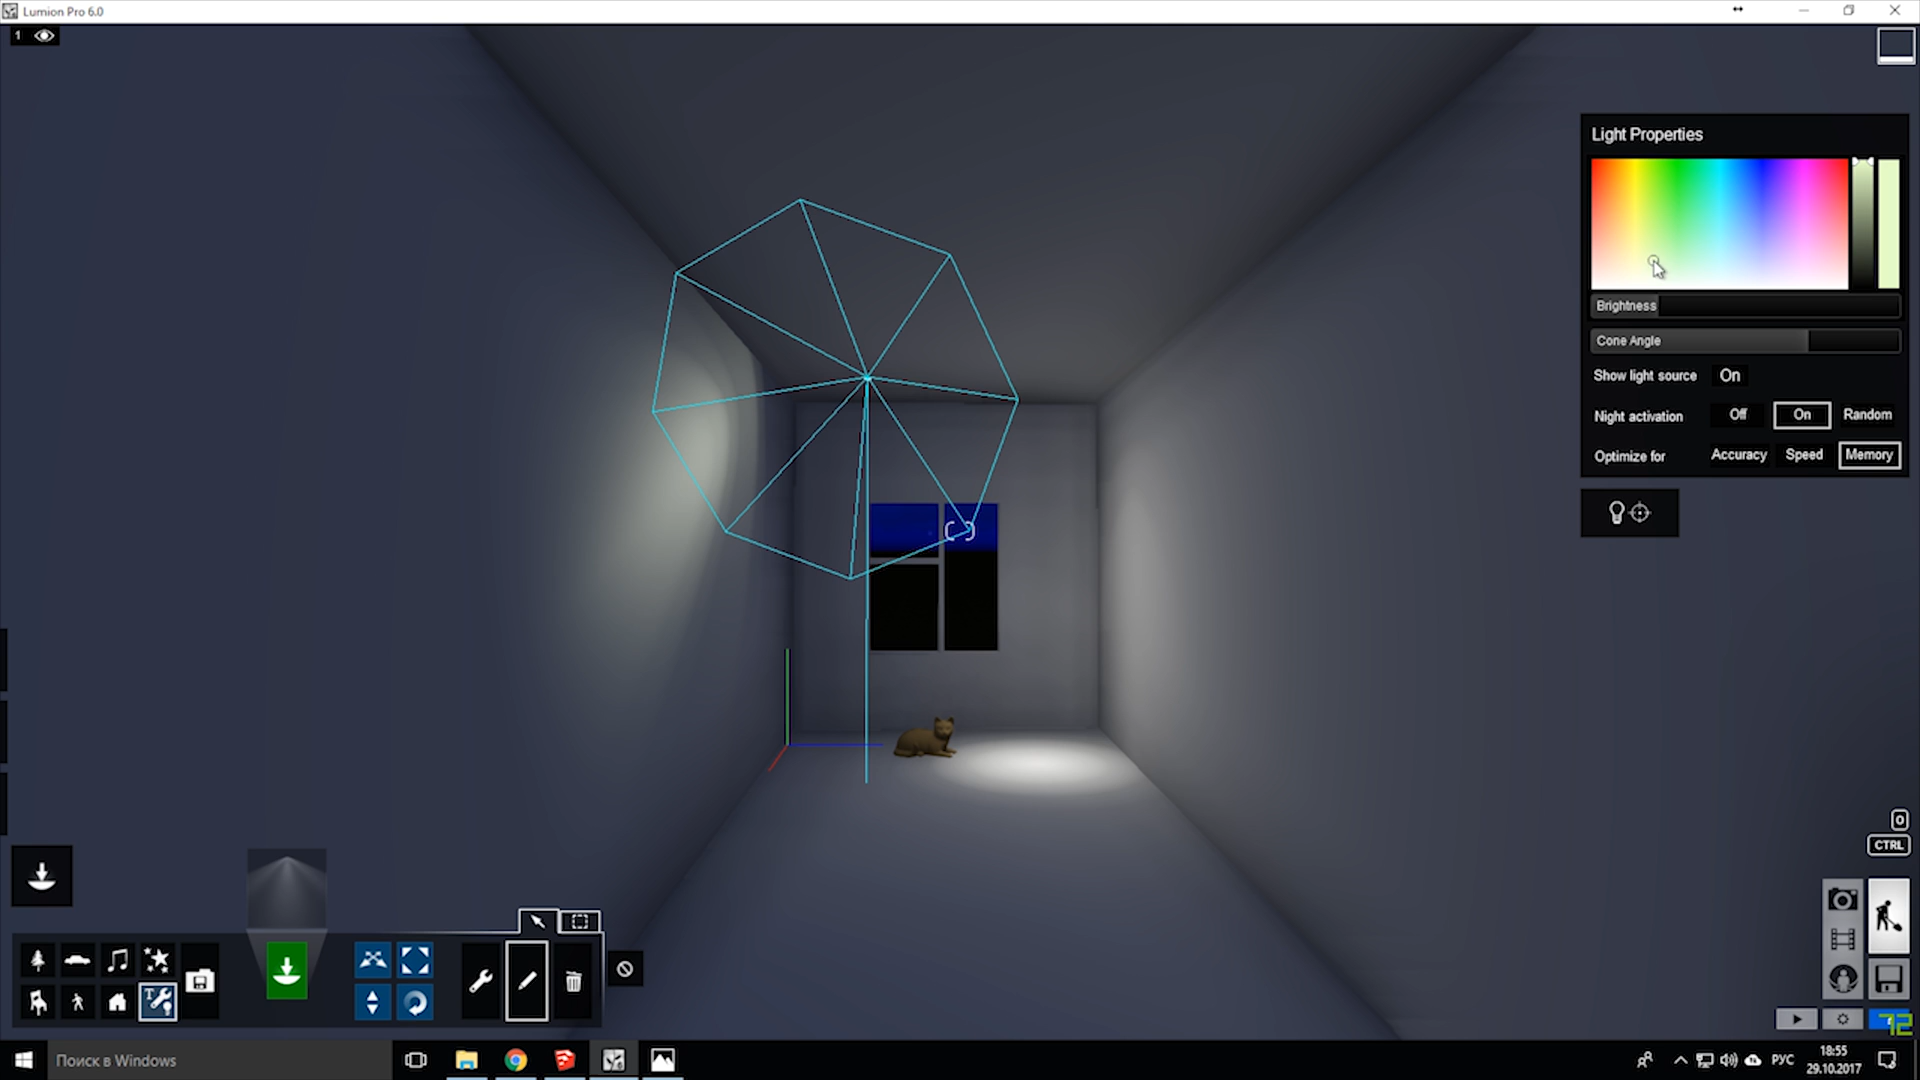 Lumion Pro 6.0
1
Light Properties
Brightness
Cone Angle
Show light source On
Night activation Off On Random
Optimize for Accuracy Speed Memory
0
CTRL
T
72
Поиск в Windows
РУС
18:55
29.10.2017